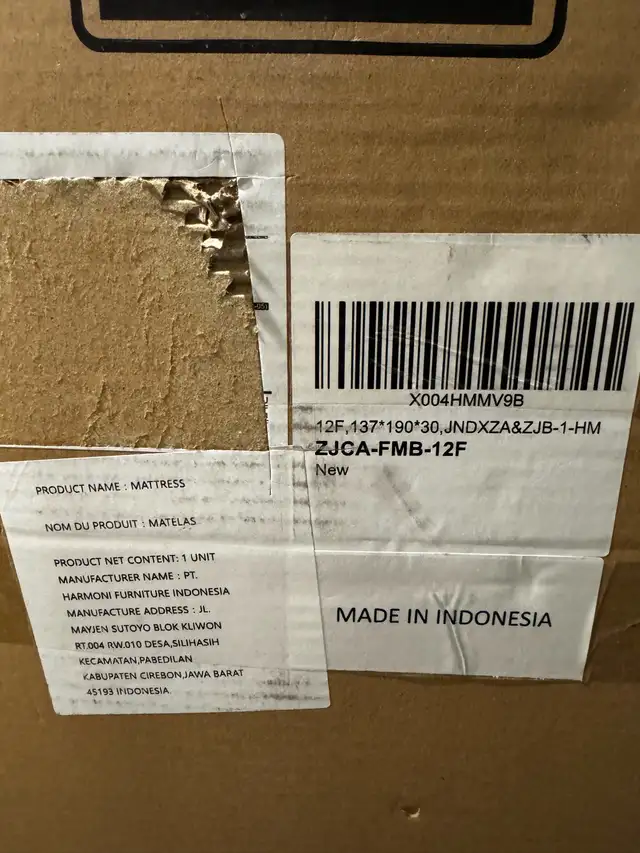 X004HMMV9B
12F,137*190*30,JNDXZA&ZJB-1-HM
ZJCA-FMB-12F
New
PRODUCT NAME : MATTRESS
NOM DU PRODUIT : MATELAS
PRODUCT NET CONTENT: 1 UNIT
MANUFACTURER NAME : PT.
HARMONI FURNITURE INDONESIA
MANUFACTURE ADDRESS : JL.
MAYJEN SUTOYO BLOK KLIWON
RT.004 RW.010 DESA,SILIHASIH
KECAMATAN,PABEDILAN
KABUPATEN CIREBON,JAWA BARAT
45193 INDONESIA.
MADE IN INDONESIA